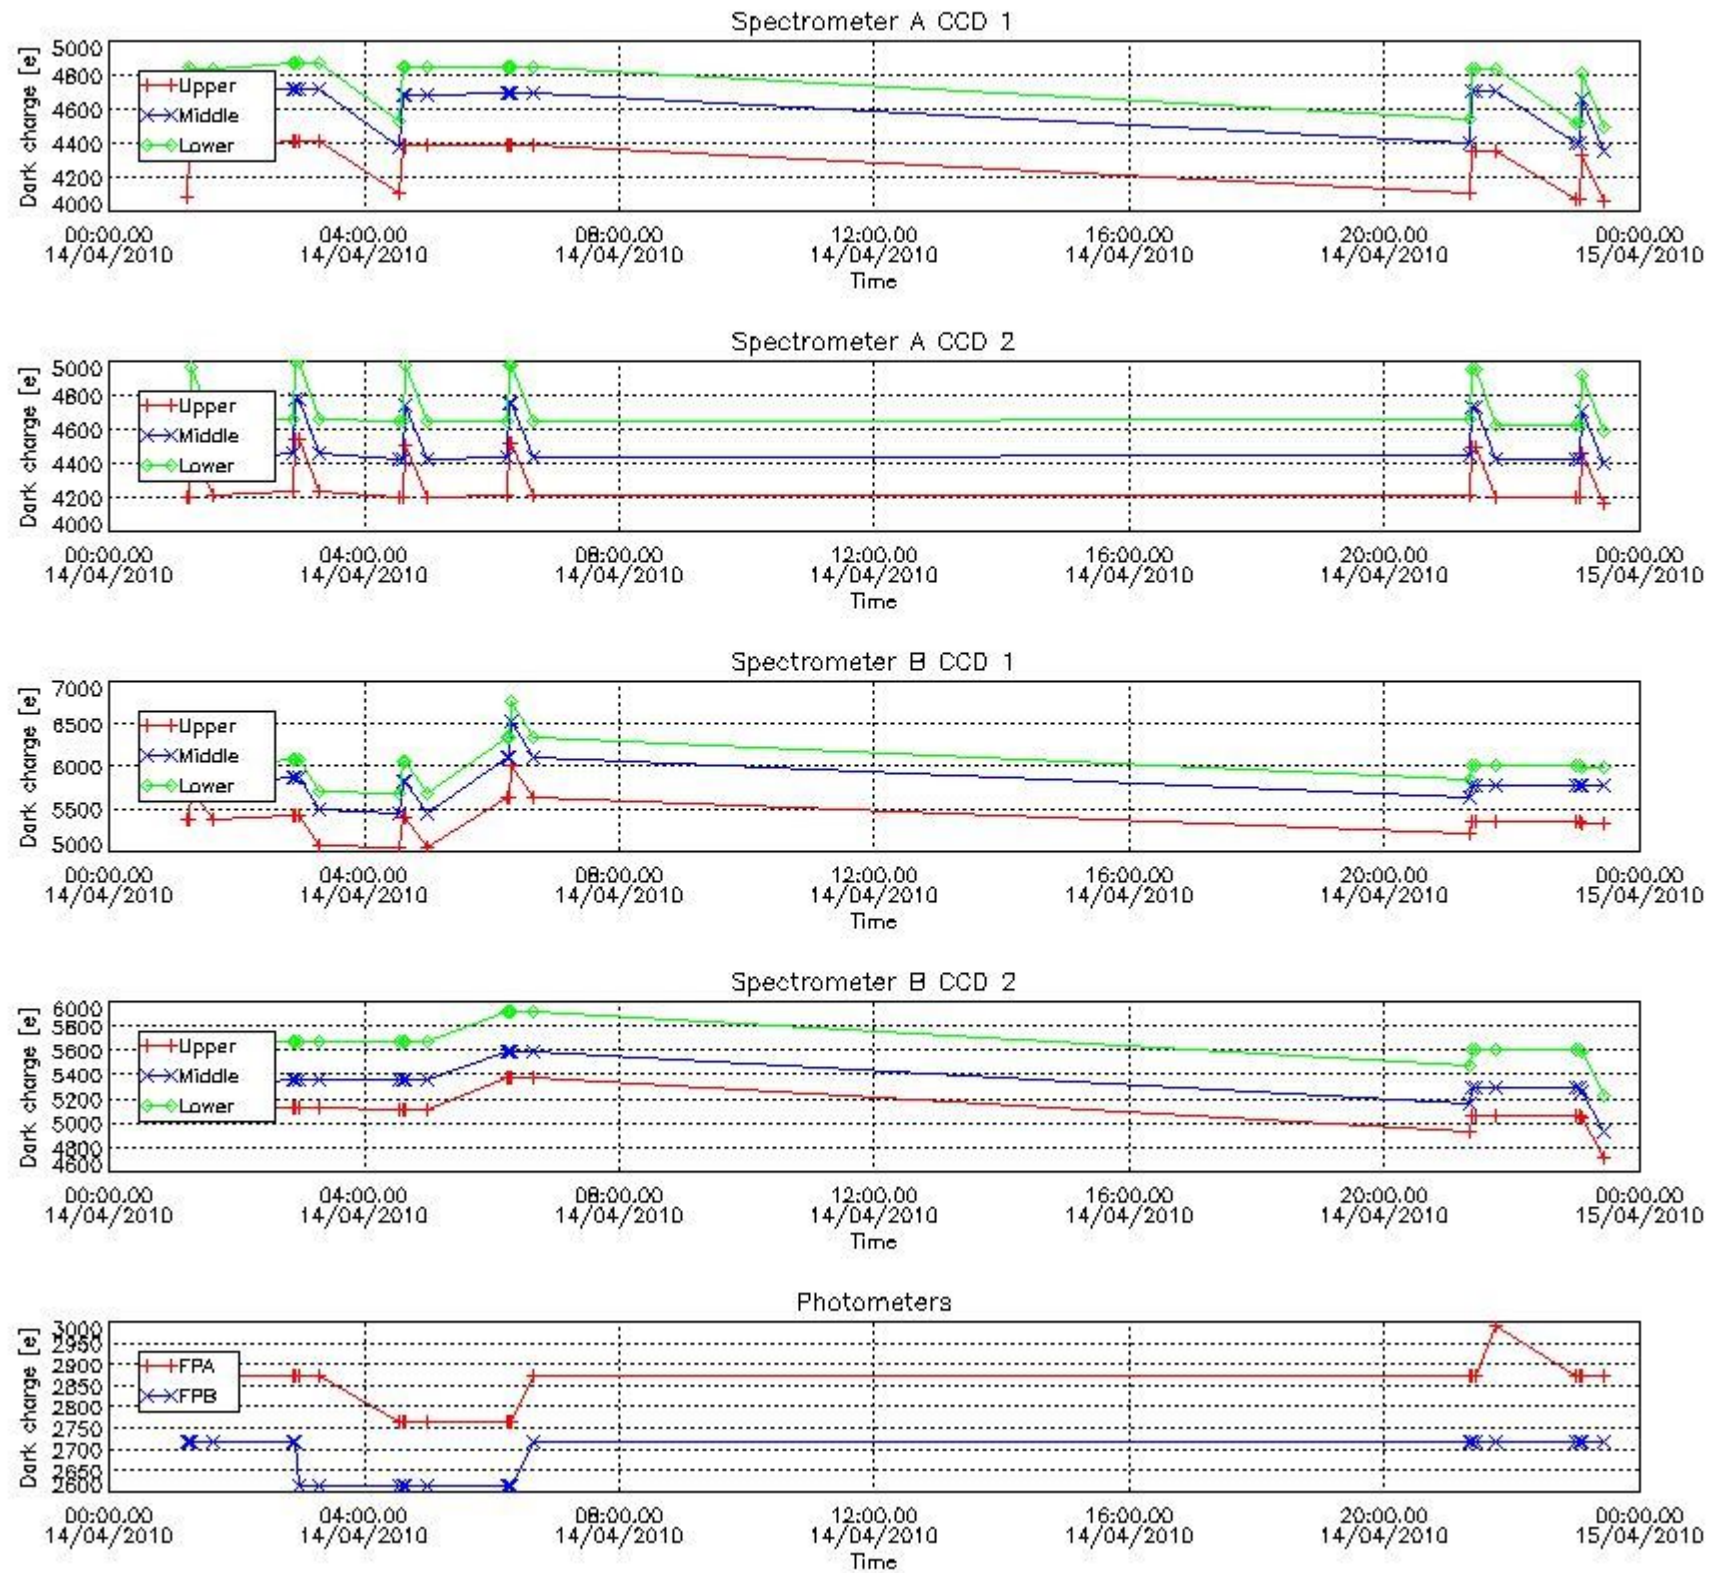 Spectrometer A CCD 1
Dark charge [e]
5000
4800
4600
4400
4200
4000
Upper
Middle
Lower
00:00.00 04:00.00 08:00.00 12:00.00 16:00.00 20:00.00 00:00.00
14/04/2010 14/04/2010 14/04/2010 14/04/2010 14/04/2010 14/04/2010 15/04/2010
Time
Spectrometer A CCD 2
Dark charge [e]
5000
4800
4600
4400
4200
4000
Upper
Middle
Lower
00:00.00 04:00.00 08:00.00 12:00.00 16:00.00 20:00.00 00:00.00
14/04/2010 14/04/2010 14/04/2010 14/04/2010 14/04/2010 14/04/2010 15/04/2010
Time
Spectrometer B CCD 1
Dark charge [e]
7000
6500
6000
5500
5000
Upper
Middle
Lower
00:00.00 04:00.00 08:00.00 12:00.00 16:00.00 20:00.00 00:00.00
14/04/2010 14/04/2010 14/04/2010 14/04/2010 14/04/2010 14/04/2010 15/04/2010
Time
Spectrometer B CCD 2
Dark charge [e]
6000
5800
5600
5400
5200
5000
4800
4600
Upper
Middle
Lower
00:00.00 04:00.00 08:00.00 12:00.00 16:00.00 20:00.00 00:00.00
14/04/2010 14/04/2010 14/04/2010 14/04/2010 14/04/2010 14/04/2010 15/04/2010
Time
Photometers
Dark charge [e]
3000
2950
2900
2850
2800
2750
2700
2650
2600
FPA
FPB
00:00.00 04:00.00 08:00.00 12:00.00 16:00.00 20:00.00 00:00.00
14/04/2010 14/04/2010 14/04/2010 14/04/2010 14/04/2010 14/04/2010 15/04/2010
Time